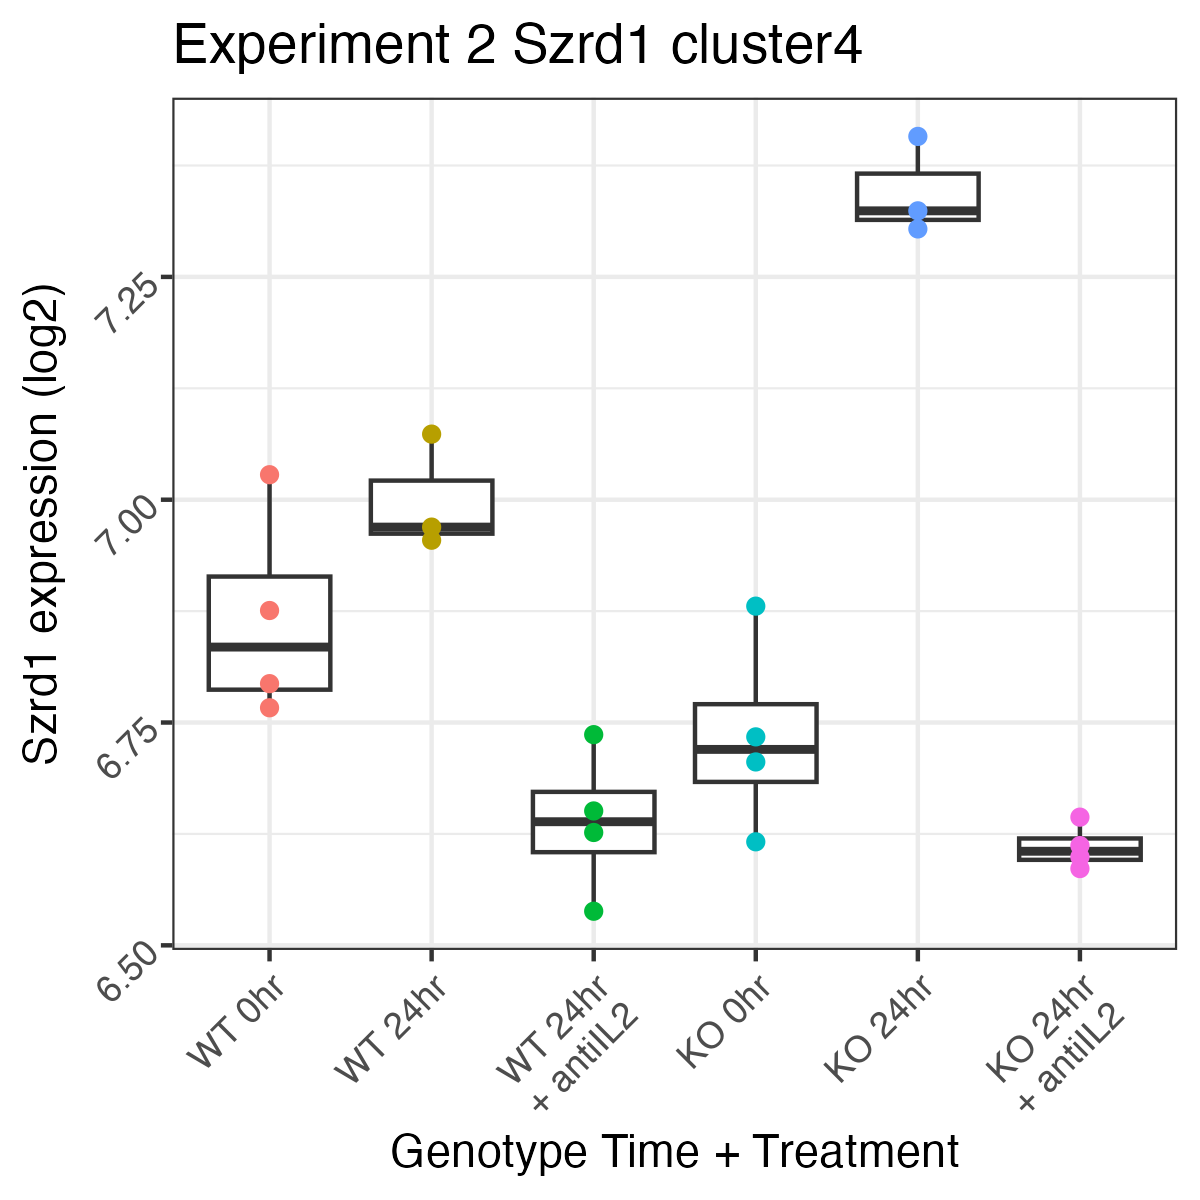 Experiment 2 Szrd1 cluster4
Szrd1 expression (log2)
7.25
7.00
6.75
6.50
WT 0hr
WT 24hr
WT 24hr
+ antiIL2
KO 0hr
KO 24hr
KO 24hr
+ antiIL2
Genotype Time + Treatment